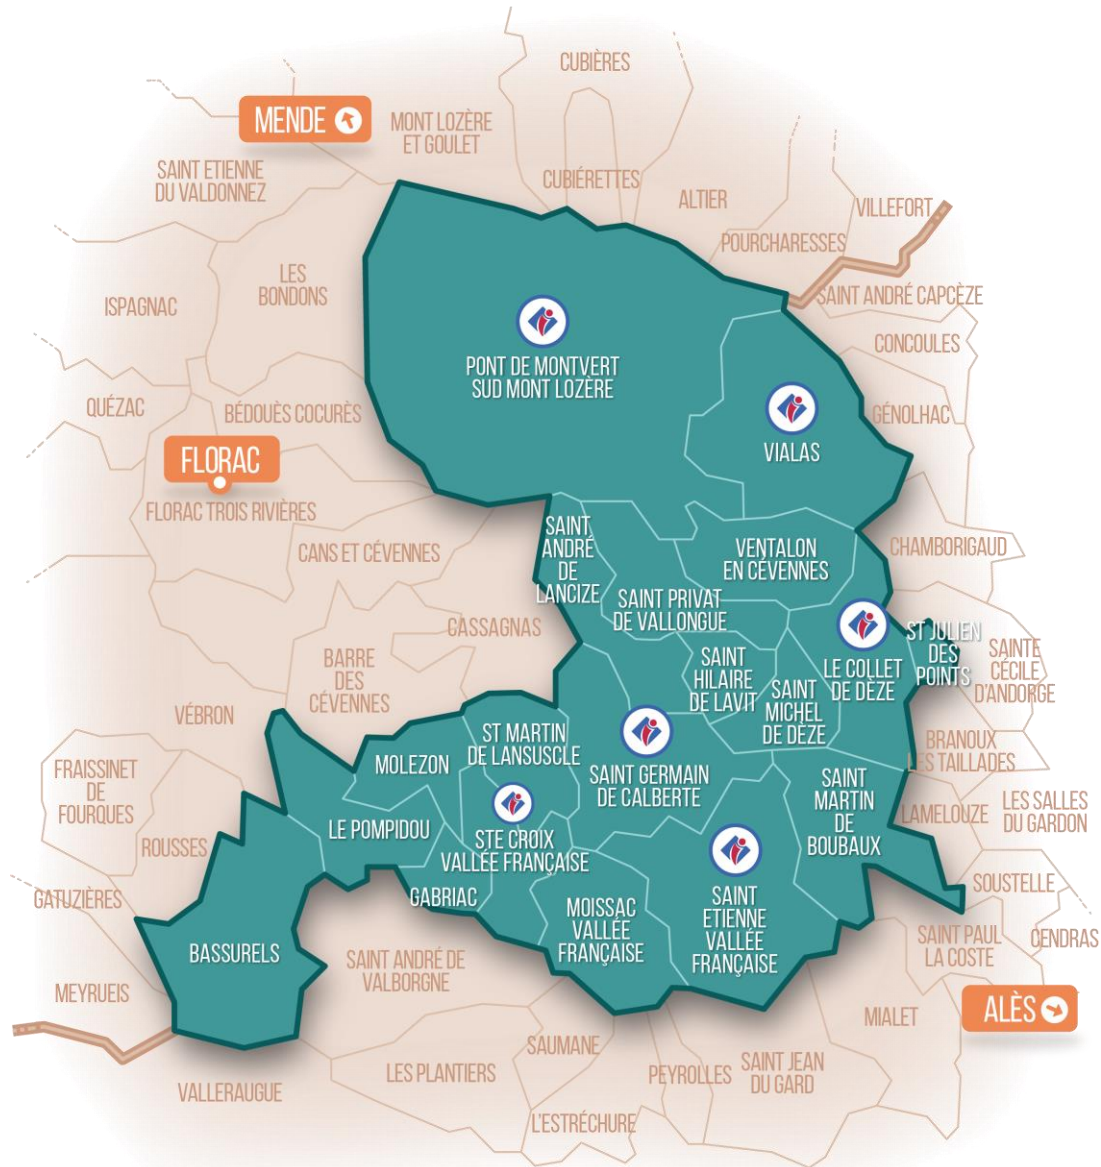 CUBIÈRES
MENDE
MONT LOZÈRE
ET GOULET
SAINT ETIENNE
DU VALDONNEZ
CUBIÉRETTES
ALTIER
VILLEFORT
POURCHARESSES
LES
BONDONS
ISPAGNAC
SAINT ANDRÉ CAPCÈZE
CONCOULES
PONT DE MONTVERT
SUD MONT LOZÈRE
QUÉZAC
BÉDOUÈS COCURÈS
GÉNOLHAC
VIALAS
FLORAC
FLORAC TROIS RIVIÈRES
SAINT
ANDRÉ
DE
LANCIZE
CANS ET CÉVENNES
VENTALON
EN CÉVENNES
CHAMBORIGAUD
SAINT PRIVAT
DE VALLONGUE
CASSAGNAS
ST JULIEN
DES
POINTS
SAINTE
CÉCILE
D'ANDORGE
BARRE
DES
CÉVENNES
SAINT
HILAIRE
DE LAVIT
LE COLLET
DE DÈZE
SAINT
MICHEL
DE DÈZE
VÉBRON
ST MARTIN
DE LANSUSCLE
MOLEZON
BRANOUX
LES TAILLADES
FRAISSINET
DE
FOURQUES
SAINT GERMAIN
DE CALBERTE
SAINT
MARTIN
DE
BOUBAUX
LAMELOUZE
LES SALLES
DU GARDON
LE POMPIDOU
STE CROIX
VALLÉE FRANÇAISE
ROUSSES
GATUZIÈRES
GABRIAC
SOUSTELLE
MOISSAC
VALLÉE
FRANÇAISE
SAINT
ETIENNE
VALLÉE
FRANÇAISE
BASSURELS
SAINT ANDRÉ DE
VALBORGNE
SAINT PAUL
LA COSTE
CENDRAS
MEYRUEIS
ALÈS
MIALET
SAUMANE
LES PLANTIERS
PEYROLLES
SAINT JEAN
DU GARD
VALLERAUGUE
L'ESTRÉCHURE